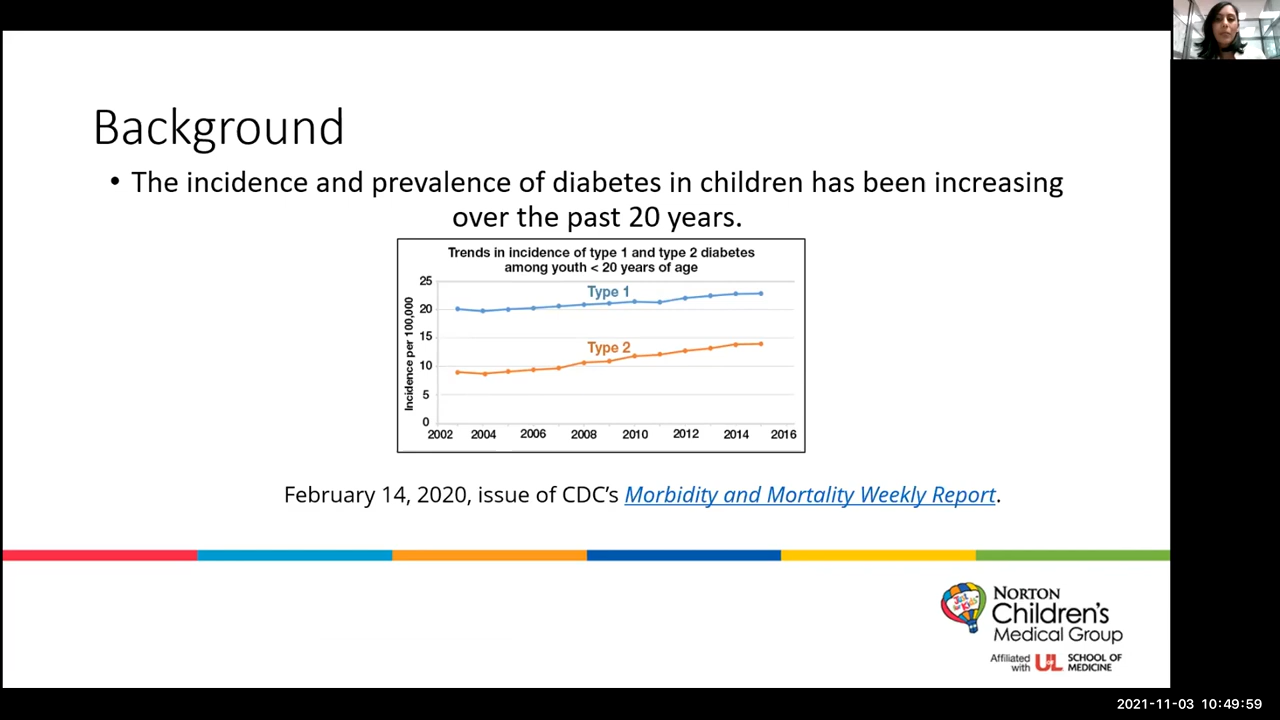 Background
• The incidence and prevalence of diabetes in children has been increasing
over the past 20 years.
Trends in incidence of type 1 and type 2 diabetes
among youth < 20 years of age
Incidence per 100,000
25
20
15
10
5
0
Type 1
Type 2
2002 2004 2006 2008 2010 2012 2014 2016
February 14, 2020, issue of CDC’s Morbidity and Mortality Weekly Report.
Just for Kids
NORTON
Children’s
Medical Group
Affiliated with UL SCHOOL OF MEDICINE
2021-11-03 10:49:59